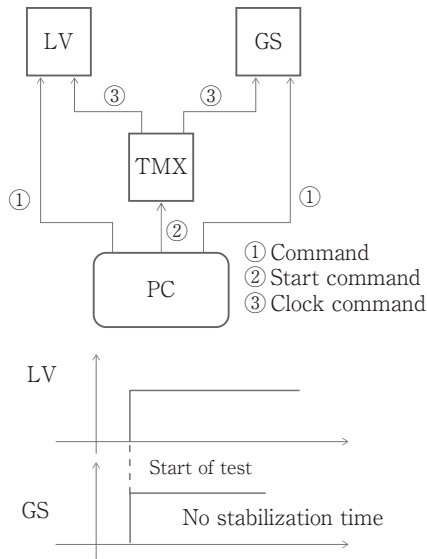 LV
GS
③
③
TMX
①
①
②
PC
① Command
② Start command
③ Clock command
LV
Start of test
GS
No stabilization time